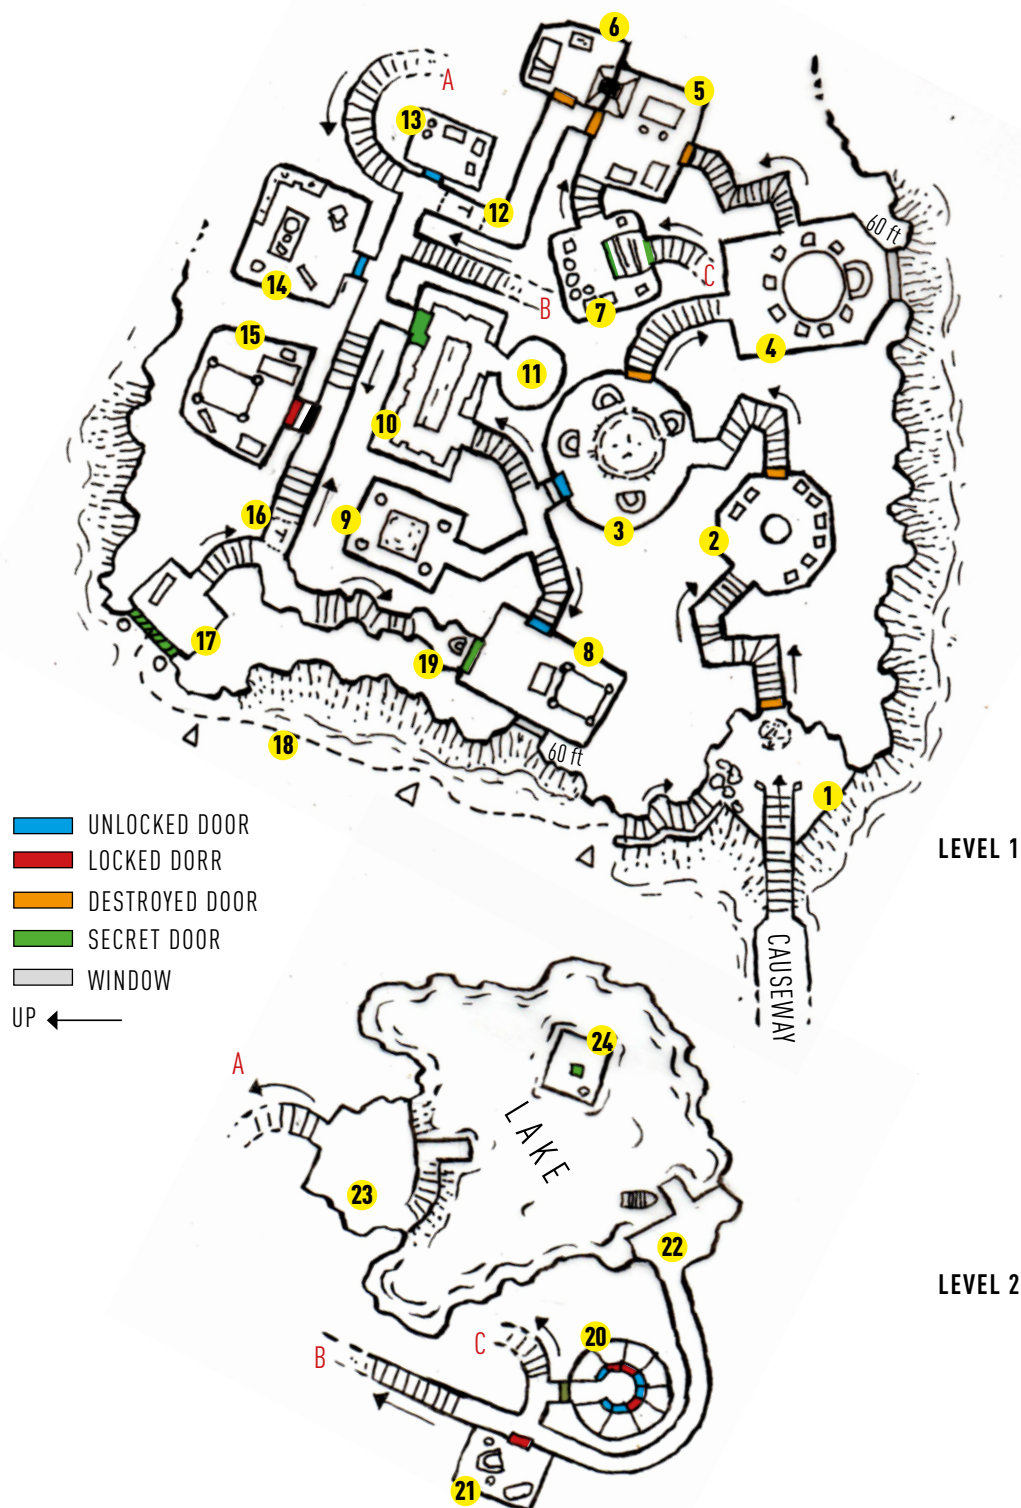 6
A
5
13
12
60 ft
14
C
B
7
15
4
11
10
16
9
3
2
17
8
19
18
60 ft
1
UNLOCKED DOOR
LOCKED DORR
DESTROYED DOOR
SECRET DOOR
WINDOW
UP
LEVEL 1
CAUSEWAY
24
A
LAKE
23
22
LEVEL 2
20
C
B
21